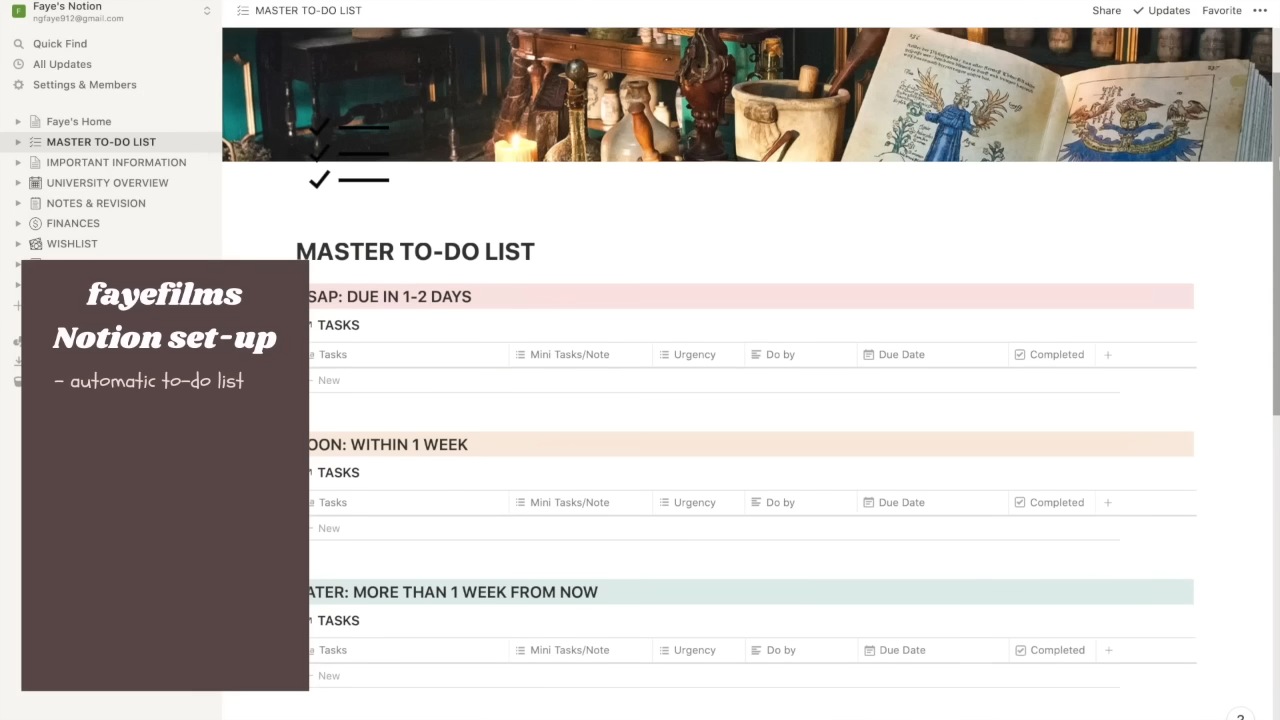 Faye's Notion
ngfaye912@gmail.com
Quick Find
All Updates
Settings & Members
Faye's Home
MASTER TO-DO LIST
IMPORTANT INFORMATION
UNIVERSITY OVERVIEW
NOTES & REVISION
FINANCES
WISHLIST
fayefilms
Notion set-up
- automatic to-do list
MASTER TO-DO LIST
Share Updates Favorite
MASTER TO-DO LIST
SAP: DUE IN 1-2 DAYS
TASKS
Tasks Mini Tasks/Note Urgency Do by Due Date Completed
New
OON: WITHIN 1 WEEK
TASKS
Tasks Mini Tasks/Note Urgency Do by Due Date Completed
New
ATER: MORE THAN 1 WEEK FROM NOW
TASKS
Tasks Mini Tasks/Note Urgency Do by Due Date Completed
New
?